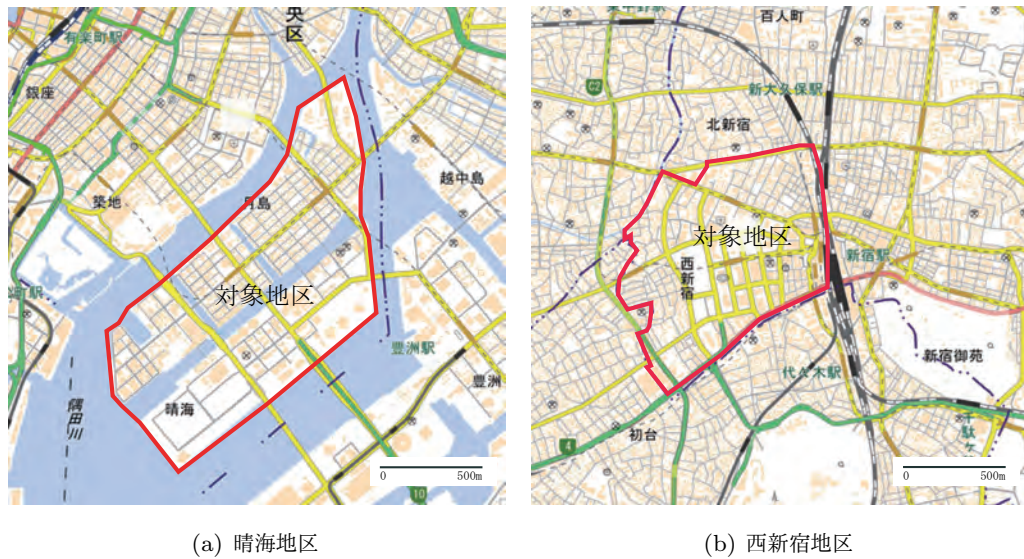 央区
有楽町駅
銀座
築地
月島
越中島
対象地区
豊洲駅
豊洲
晴海
隅田川
10
0 500m
(a) 晴海地区
百人町
新大久保駅
C2
北新宿
対象地区
西新宿
新宿駅
新宿御苑
代々木駅
初台
4
0 500m
(b) 西新宿地区